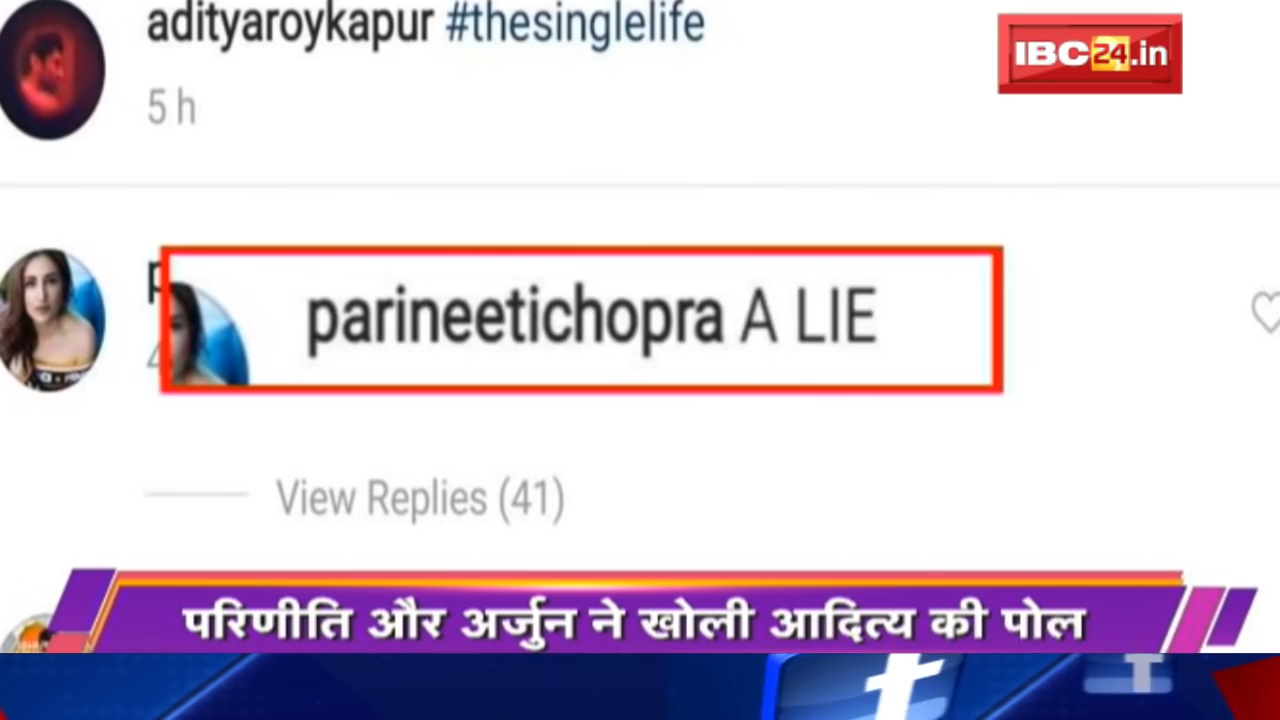 adityaroykapur #thesinglelife
IBC24.in
5 h
parineetichopra A LIE
View Replies (41)
परिणीति और अर्जुन ने खोली आदित्य की पोल